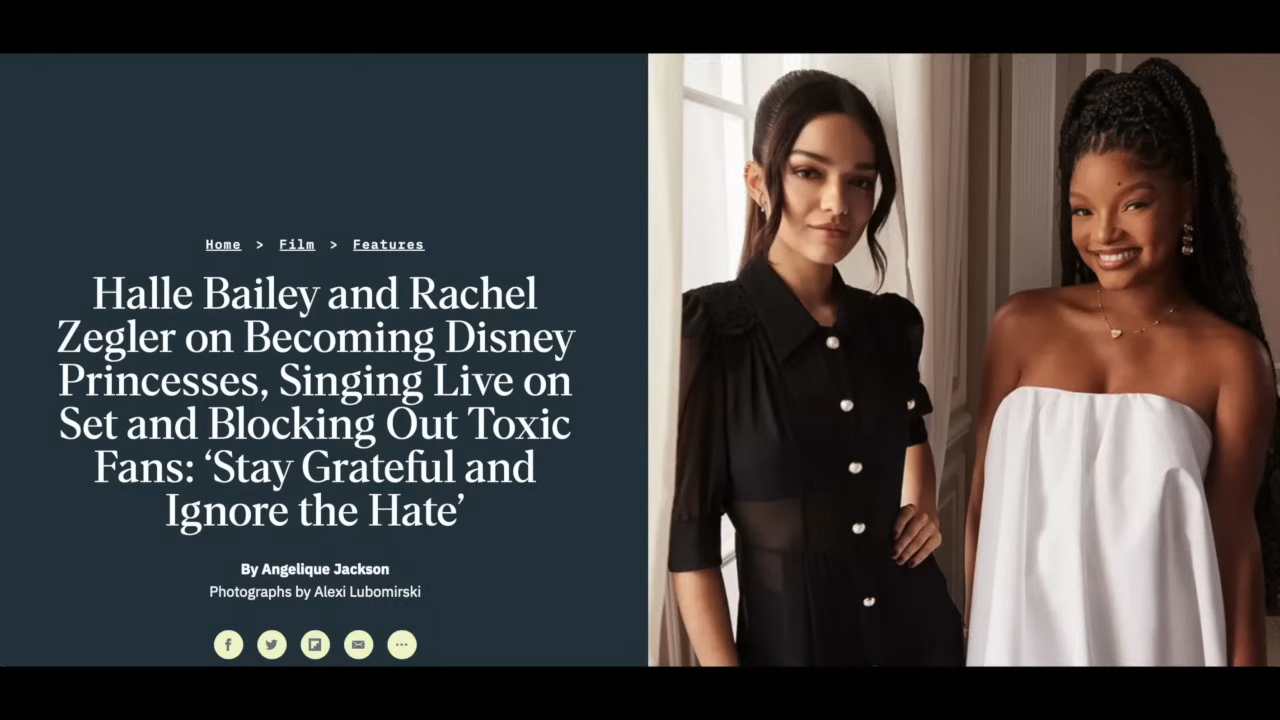 Home > Film > Features
Halle Bailey and Rachel
Zegler on Becoming Disney
Princesses, Singing Live on
Set and Blocking Out Toxic
Fans: ‘Stay Grateful and
Ignore the Hate’
By Angelique Jackson
Photographs by Alexi Lubomirski